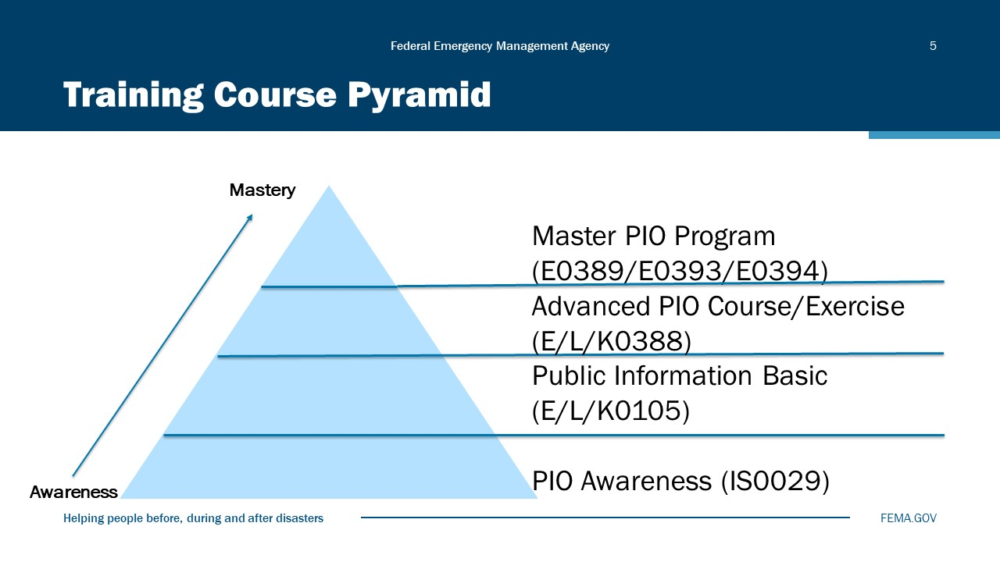 Federal Emergency Management Agency
5
Training Course Pyramid
Mastery
Master PIO Program
(E0389/E0393/E0394)
Advanced PIO Course/Exercise
(E/L/K0388)
Public Information Basic
(E/L/K0105)
PIO Awareness (IS0029)
Awareness
Helping people before, during and after disasters
FEMA.GOV